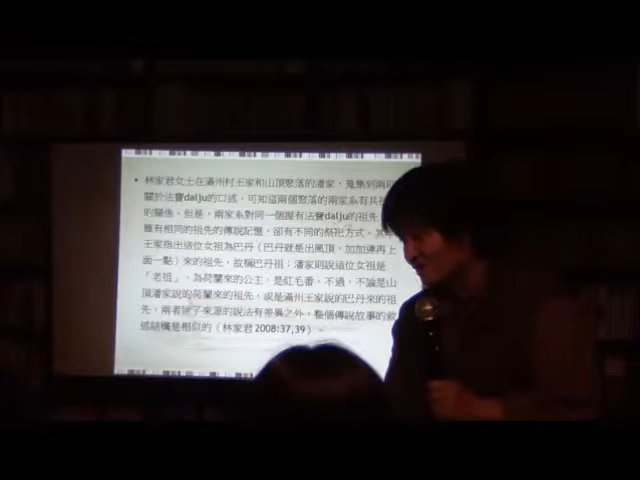 • 林家君女士在滿州村王家和山頂聚落的潘家，蒐集到兩
關於法寶daiju的口述，可知這兩個聚落的兩家系有共
的關係。但是，兩家系對同一個握有法寶daiju的祖先
雖有相同的祖先的傳說記憶，卻有不同的祭祀方式。
王家指出這位女祖為巴丹（巴丹就是出風頂，加加連再上
面一點）來的祖先，故稱巴丹祖；潘家則說這位女祖是
「老祖」，為荷蘭來的公主，是紅毛番。不過，不論是山
頂潘家說的荷蘭來的祖先，或是滿州王家說的巴丹來的祖
先，兩者除了來源的說法有差異之外，整個傳說故事的敘
述結構是相似的（林家君 2008:37,39）。